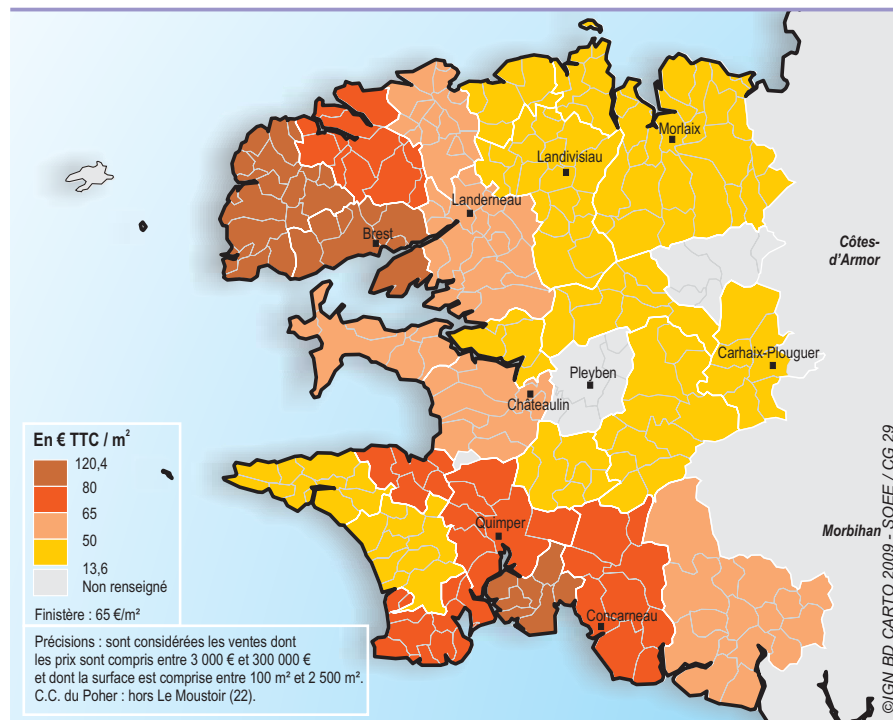 Morlaix
Landivisiau
Landerneau
Brest
Côtes-
d'Armor
Carhaix-Plouguer
Pleyben
Châteaulin
En € TTC / m²
120,4
80
65
50
13,6
Non renseigné
Finistère : 65 €/m²
Quimper
Morbihan
Concarneau
Précisions : sont considérées les ventes dont
les prix sont compris entre 3 000 € et 300 000 €
et dont la surface est comprise entre 100 m² et 2 500 m².
C.C. du Poher : hors Le Moustoir (22).
©IGN BD CARTO 2009 - SOFF / CG 29